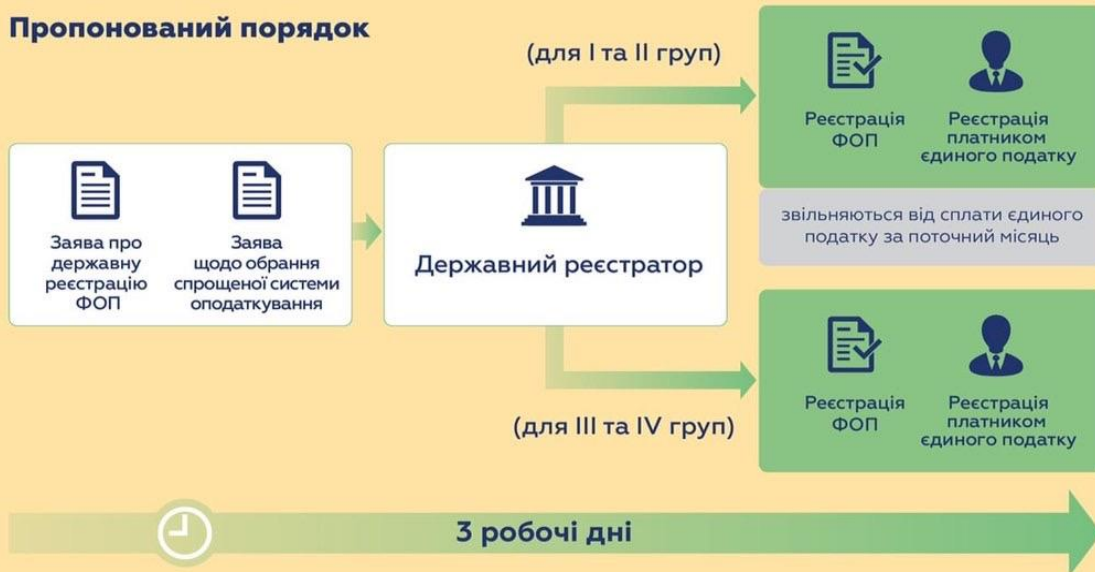 Пропонований порядок
(для I та II груп)
Реєстрація
ФОП
Реєстрація
платником
єдиного податку
Заява про
державну
реєстрацію
ФОП
Заява
щодо обрання
спрощеної системи
оподаткування
Державний реєстратор
звільняються від сплати єдиного
податку за поточний місяць
(для III та IV груп)
Реєстрація
ФОП
Реєстрація
платником
єдиного податку
3 робочі дні